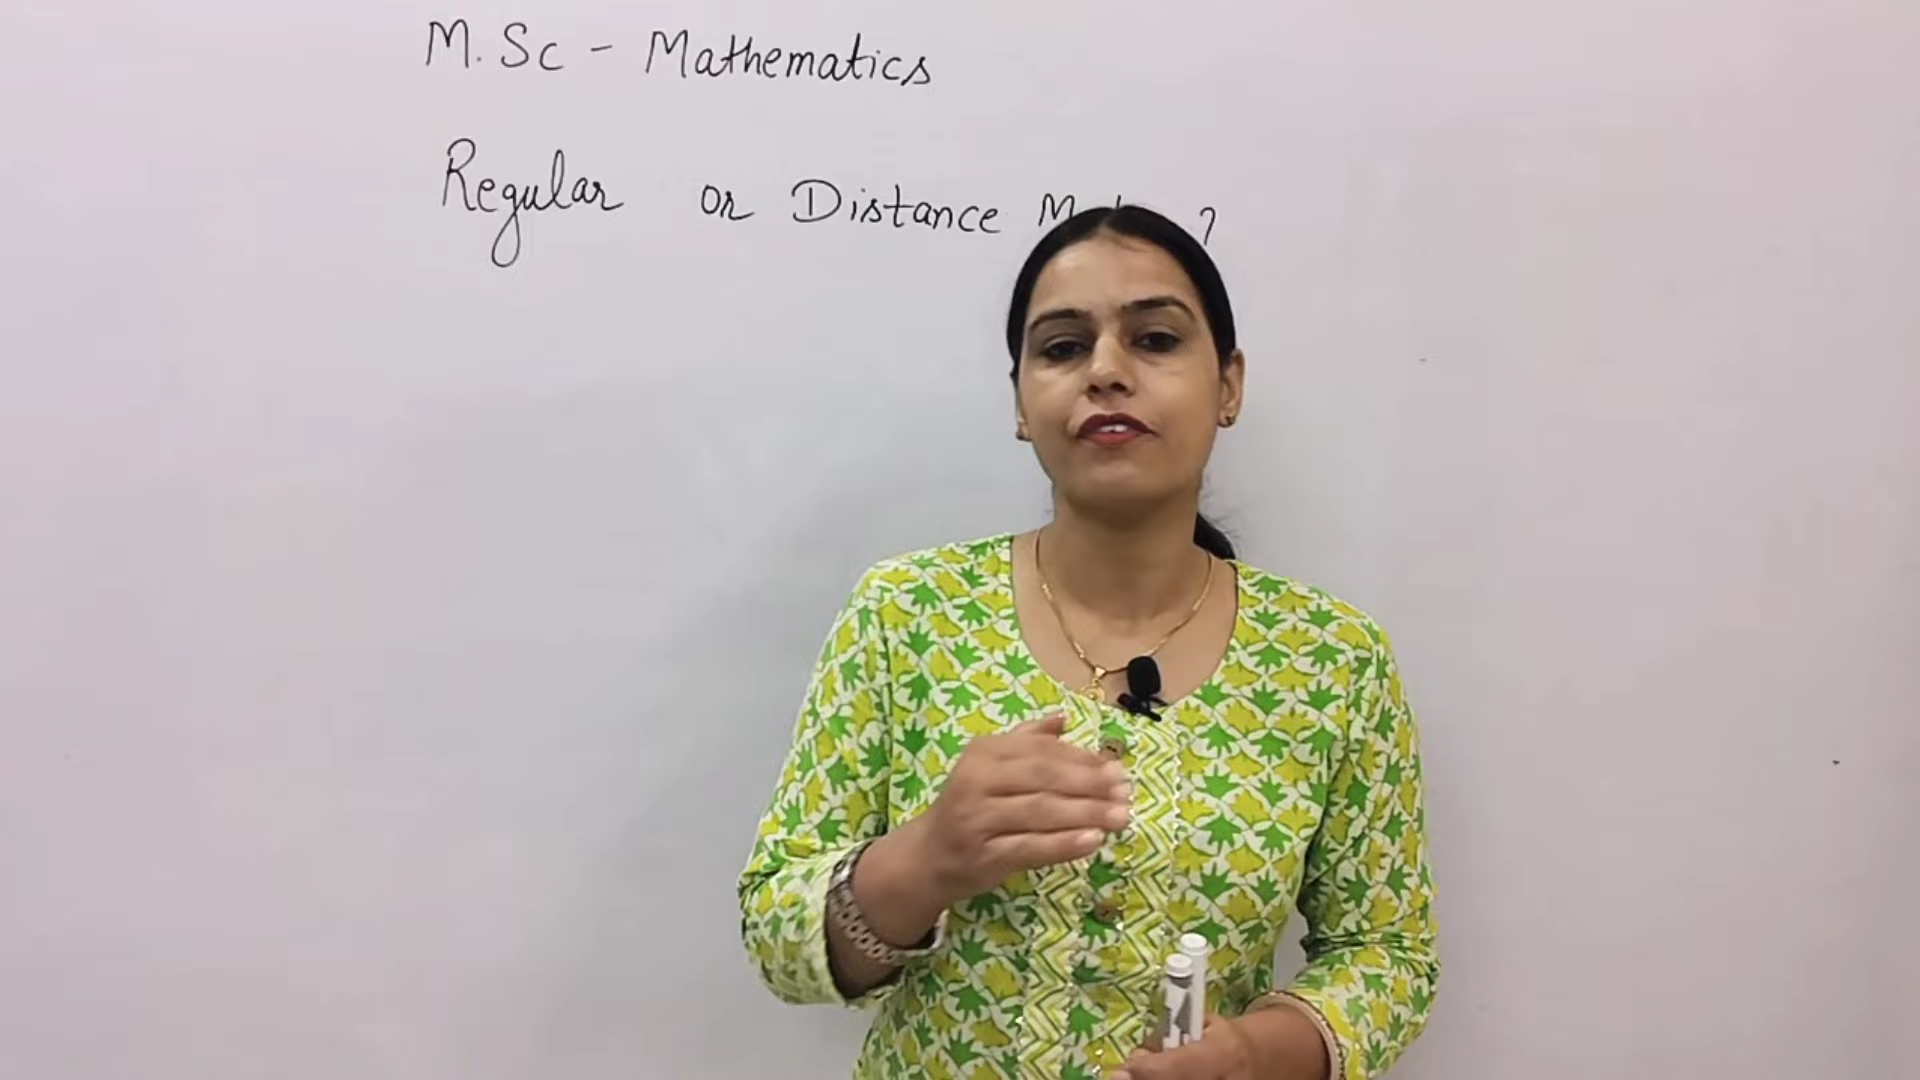 M. Sc - Mathematics
Regular or Distance ?